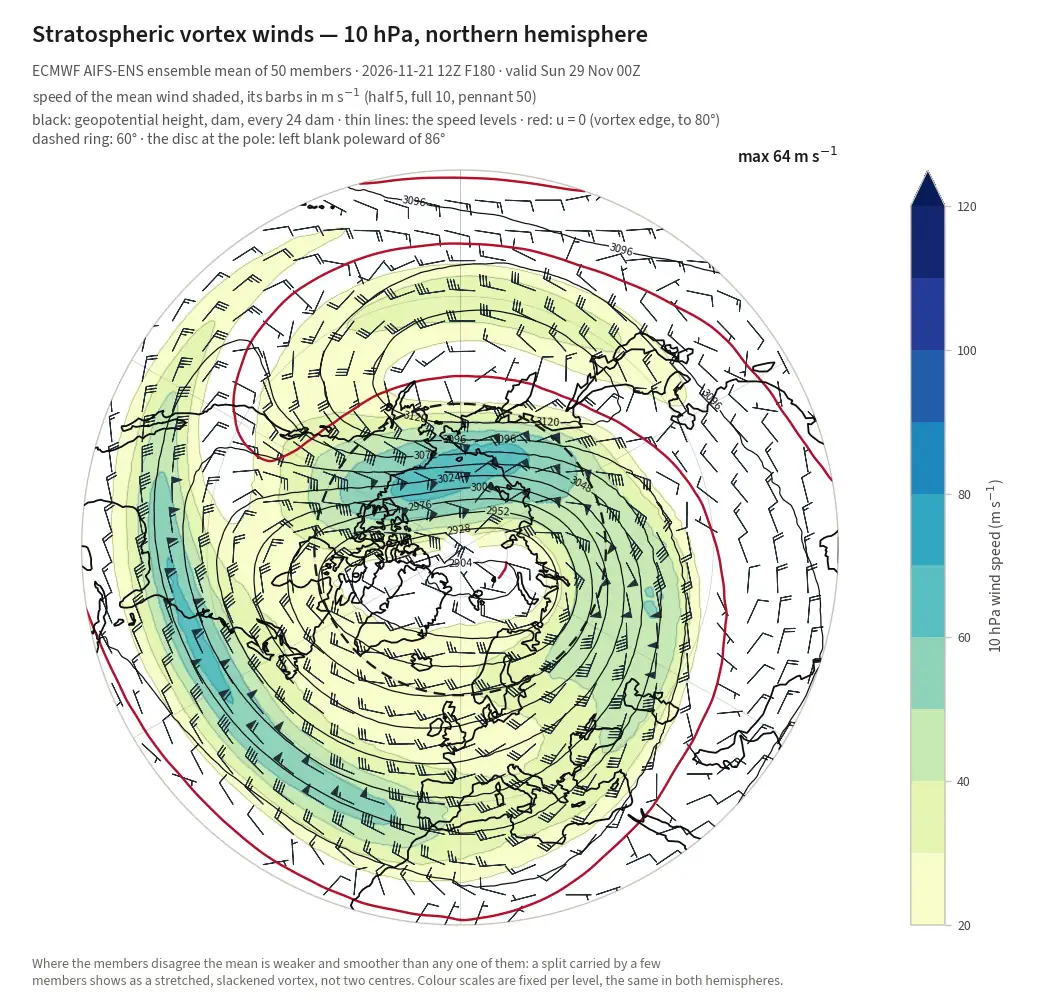 Stratospheric vortex winds — 10 hPa, northern hemisphere
ECMWF AIFS-ENS ensemble mean of 50 members · 2026-11-21 12Z F180 · valid Sun 29 Nov 00Z
speed of the mean wind shaded, its barbs in m s⁻¹ (half 5, full 10, pennant 50)
black: geopotential height, dam, every 24 dam · thin lines: the speed levels · red: u = 0 (vortex edge, to 80°)
dashed ring: 60° · the disc at the pole: left blank poleward of 86°
max 64 m s⁻¹
3096
3096
3096
3120
3096
3096
3048
3024
2976
2952
2928
2904
120
100
80
60
40
20
10 hPa wind speed (m s⁻¹)
Where the members disagree the mean is weaker and smoother than any one of them: a split carried by a few
members shows as a stretched, slackened vortex, not two centres. Colour scales are fixed per level, the same in both hemispheres.